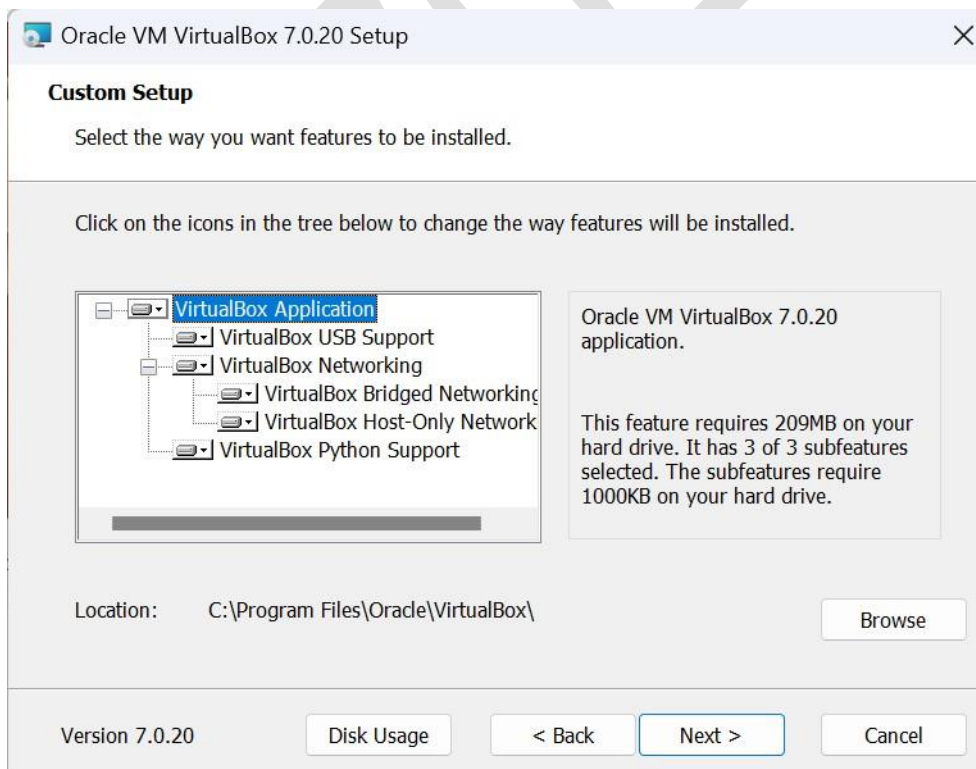 Oracle VM VirtualBox 7.0.20 Setup
Custom Setup
Select the way you want features to be installed.
Click on the icons in the tree below to change the way features will be installed.
VirtualBox Application
VirtualBox USB Support
VirtualBox Networking
VirtualBox Bridged Networking
VirtualBox Host-Only Network
VirtualBox Python Support
Oracle VM VirtualBox 7.0.20
application.
This feature requires 209MB on your
hard drive. It has 3 of 3 subfeatures
selected. The subfeatures require
1000KB on your hard drive.
Location: C:\Program Files\Oracle\VirtualBox\
Browse
Version 7.0.20
Disk Usage
< Back
Next >
Cancel